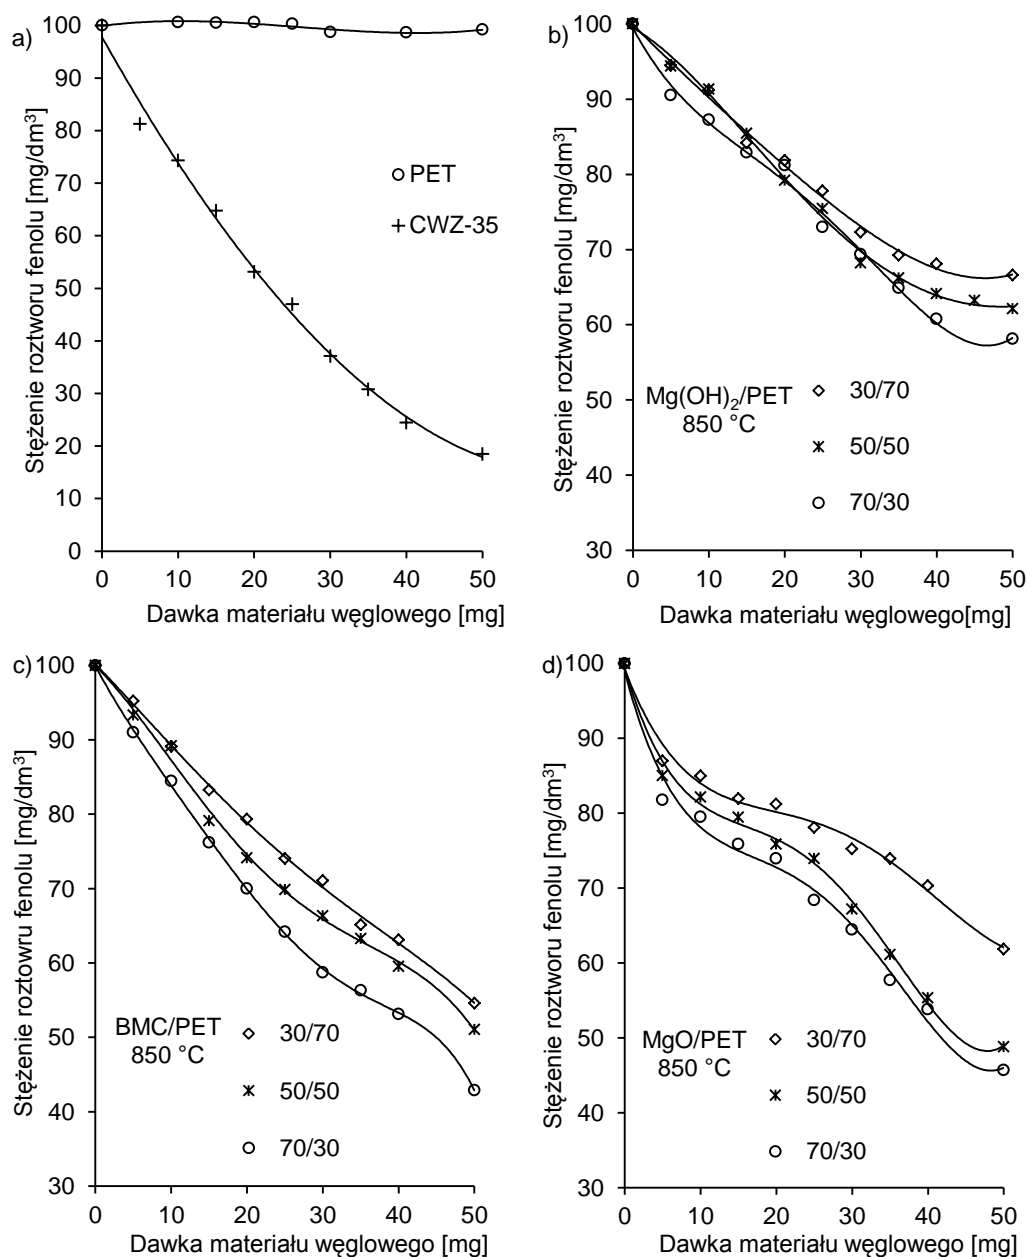 a)
100
90
80
70
60
50
40
30
20
10
0
0 10 20 30 40 50
Stężenie roztworu fenolu [mg/dm³]
Dawka materiału węglowego [mg]
PET
CWZ-35
b)
100
90
80
70
60
50
40
30
0 10 20 30 40 50
Stężenie roztworu fenolu [mg/dm³]
Dawka materiału węglowego[mg]
Mg(OH)₂/PET
850 °C
30/70
50/50
70/30
c)
100
90
80
70
60
50
40
30
0 10 20 30 40 50
Stężenie roztowru fenolu [mg/dm³]
Dawka materiału węglowego [mg]
BMC/PET
850 °C
30/70
50/50
70/30
d)
100
90
80
70
60
50
40
30
0 10 20 30 40 50
Stężenie roztworu fenolu [mg/dm³]
Dawka materiału węglowego [mg]
MgO/PET
850 °C
30/70
50/50
70/30